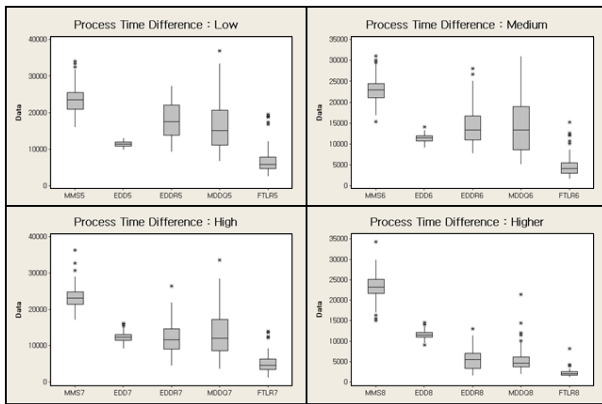 Process Time Difference : Low
Data
40000
30000
20000
10000
0
MMS5 EDD5 EDDR5 MDDQ5 FTLR5
Process Time Difference : Medium
Data
35000
30000
25000
20000
15000
10000
5000
0
MMS6 EDD6 EDDR6 MDDQ6 FTLR6
Process Time Difference : High
Data
40000
30000
20000
10000
0
MMS7 EDD7 EDDR7 MDDQ7 FTLR7
Process Time Difference : Higher
Data
35000
30000
25000
20000
15000
10000
5000
0
MMS8 EDD8 EDDR8 MDDQ8 FTLR8